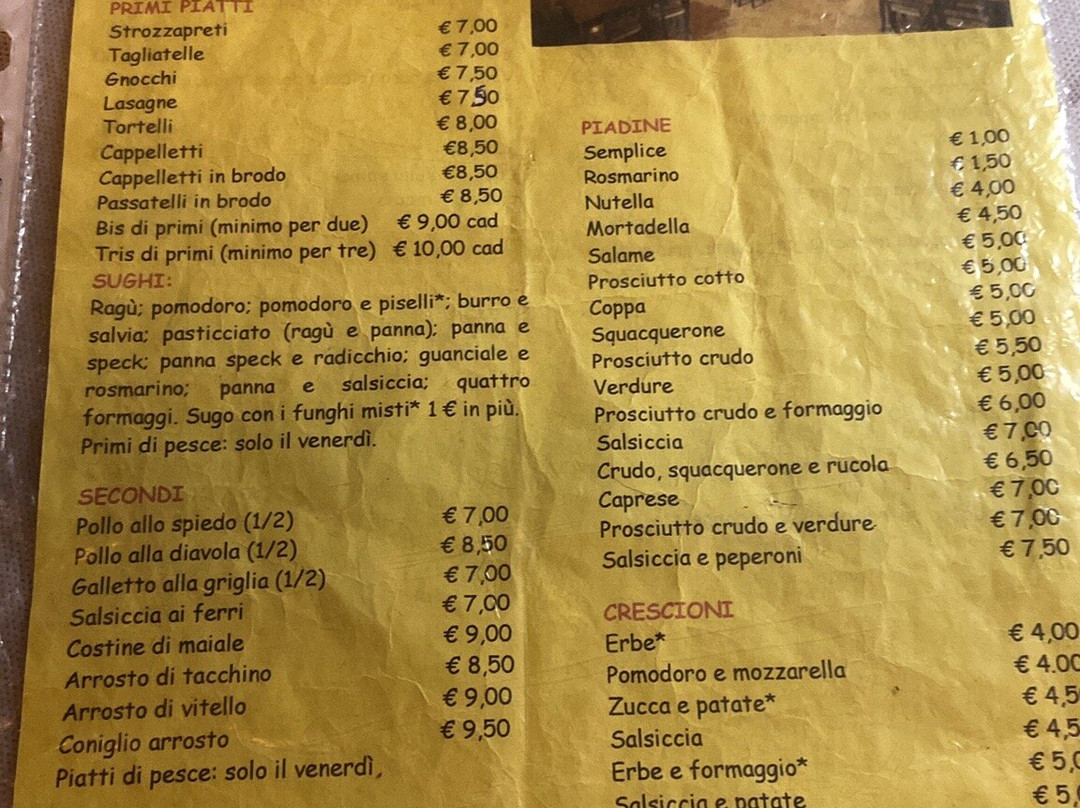 PRIMI PIATTI
Strozzapreti € 7,00
Tagliatelle € 7,00
Gnocchi € 7,50
Lasagne € 7,50
Tortelli € 8,00
Cappelletti €8,50
Cappelletti in brodo €8,50
Passatelli in brodo € 8,50
Bis di primi (minimo per due) € 9,00 cad
Tris di primi (minimo per tre) € 10,00 cad
SUGHI:
Ragù; pomodoro; pomodoro e piselli*; burro e
salvia; pasticciato (ragù e panna); panna e
speck; panna speck e radicchio; guanciale e
rosmarino; panna e salsiccia; quattro
formaggi. Sugo con i funghi misti* 1 € in più.
Primi di pesce: solo il venerdì.
SECONDI
Pollo allo spiedo (1/2) € 7,00
Pollo alla diavola (1/2) € 8,50
Galletto alla griglia (1/2) € 7,00
Salsiccia ai ferri € 7,00
Costine di maiale € 9,00
Arrosto di tacchino € 8,50
Arrosto di vitello € 9,00
Coniglio arrosto € 9,50
Piatti di pesce: solo il venerdì,
PIADINE
Semplice € 1,00
Rosmarino € 1,50
Nutella € 4,00
Mortadella € 4,50
Salame € 5,00
Prosciutto cotto € 5,00
Coppa € 5,00
Squacquerone € 5,00
Prosciutto crudo € 5,50
Verdure € 5,00
Prosciutto crudo e formaggio € 6,00
Salsiccia € 7,00
Crudo, squacquerone e rucola € 6,50
Caprese € 7,00
Prosciutto crudo e verdure € 7,00
Salsiccia e peperoni € 7,50
CRESCIONI
Erbe* € 4,00
Pomodoro e mozzarella € 4.00
Zucca e patate* € 4,5
Salsiccia € 4,5
Erbe e formaggio* € 5,0
Salsiccia e patate € 5,